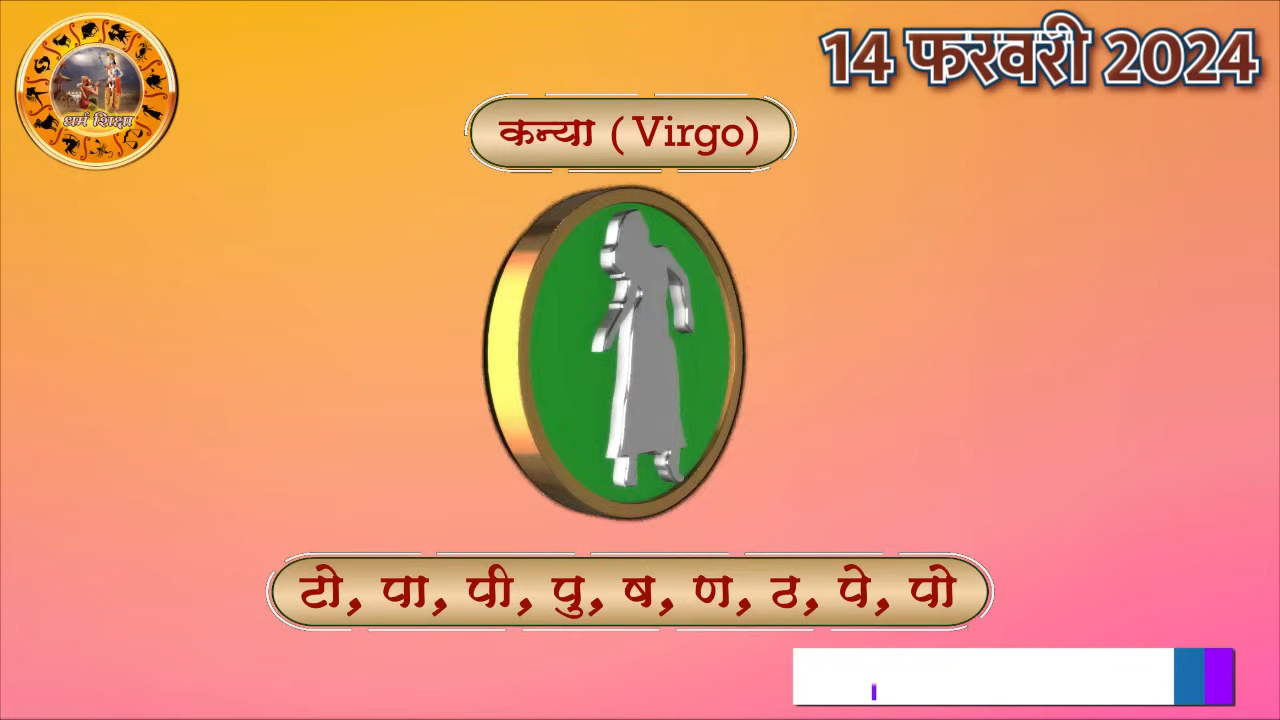 धर्म शिक्षा
14 फरवरी 2024
कन्या (Virgo)
टो, पा, पी, पु, ष, ण, ठ, पे, पो